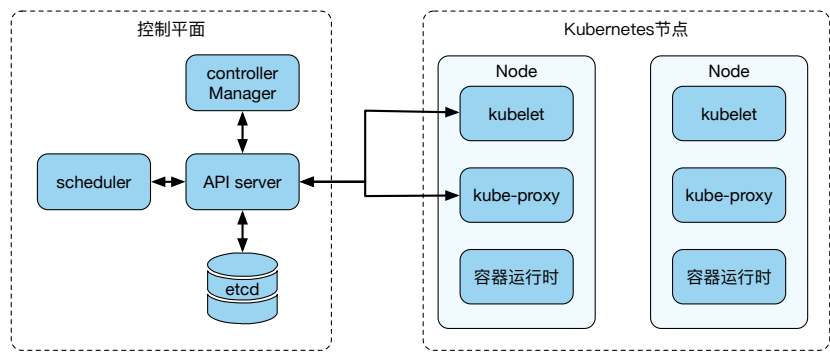 控制平面
controller
Manager
scheduler
API server
etcd
Kubernetes节点
Node
kubelet
kube-proxy
容器运行时
Node
kubelet
kube-proxy
容器运行时